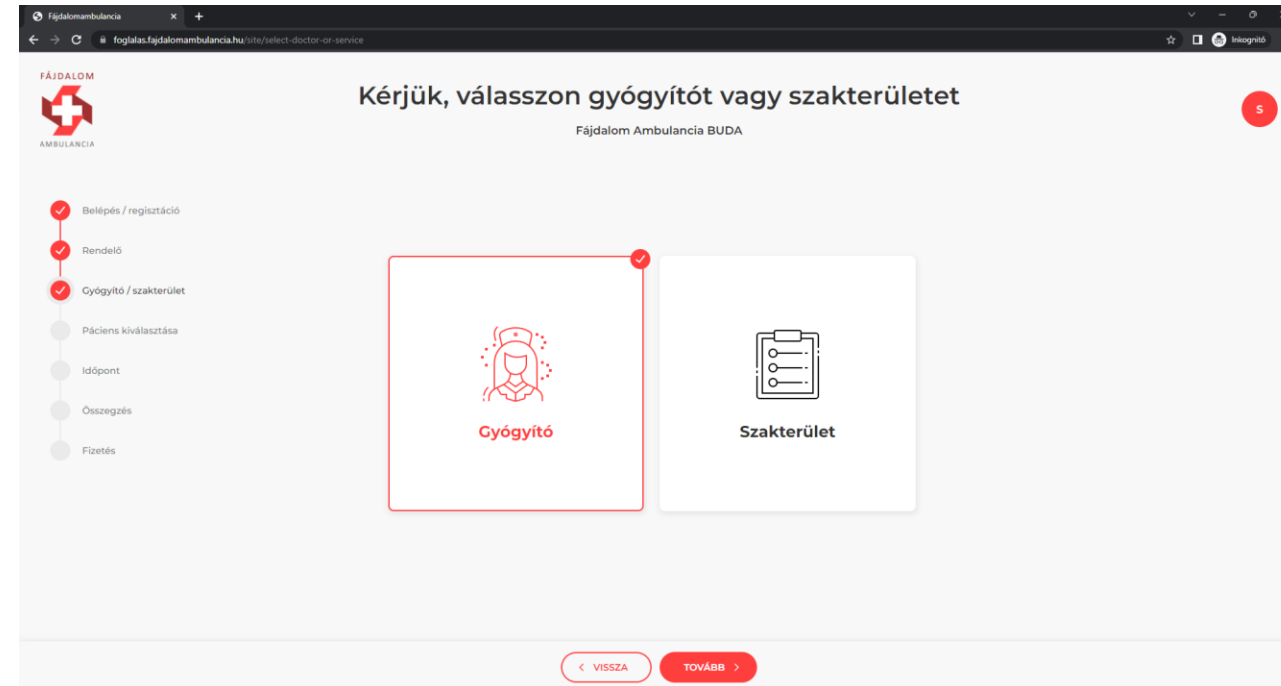 Fájdalomambulancia
foglalas.fajdalomambulancia.hu/site/select-doctor-or-service
Inkognitó
FÁJDALOM
AMBULANCIA
Kérjük, válasszon gyógyítót vagy szakterületet
Fájdalom Ambulancia BUDA
S
Belépés / regisztáció
Rendelő
Gyógyító / szakterület
Páciens kiválasztása
Időpont
Összegzés
Fizetés
Gyógyító
Szakterület
VISSZA
TOVÁBB